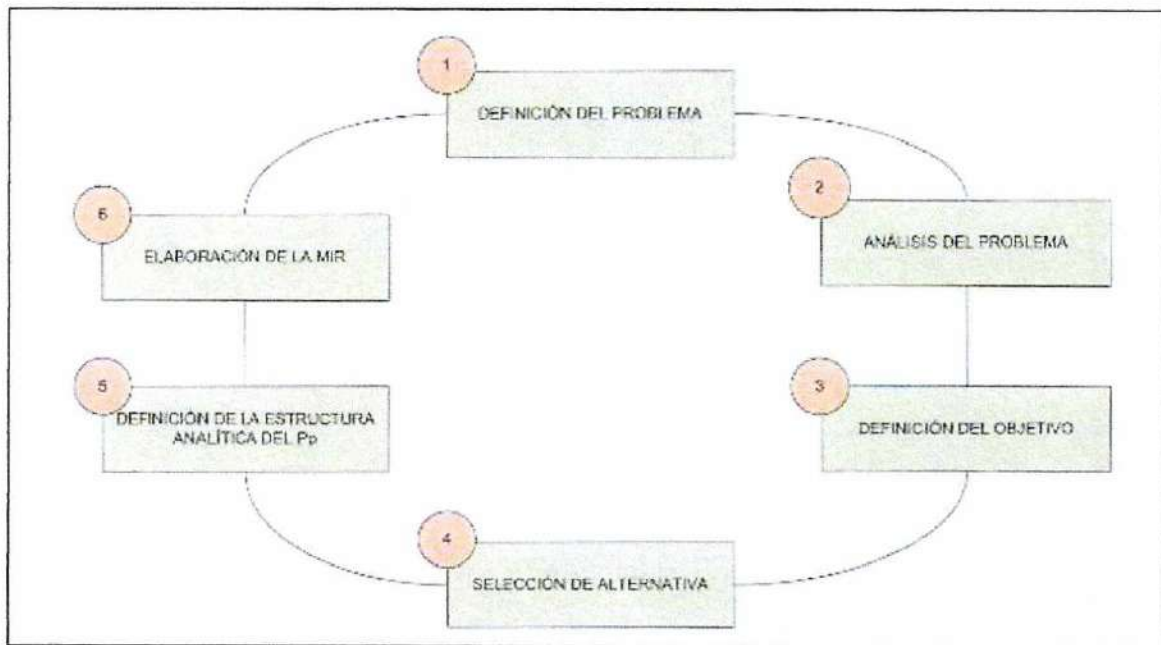 1
DEFINICIÓN DEL PROBLEMA
2
ANÁLISIS DEL PROBLEMA
3
DEFINICIÓN DEL OBJETIVO
4
SELECCIÓN DE ALTERNATIVA
5
DEFINICIÓN DE LA ESTRUCTURA
ANALÍTICA DEL Pp
6
ELABORACIÓN DE LA MIR